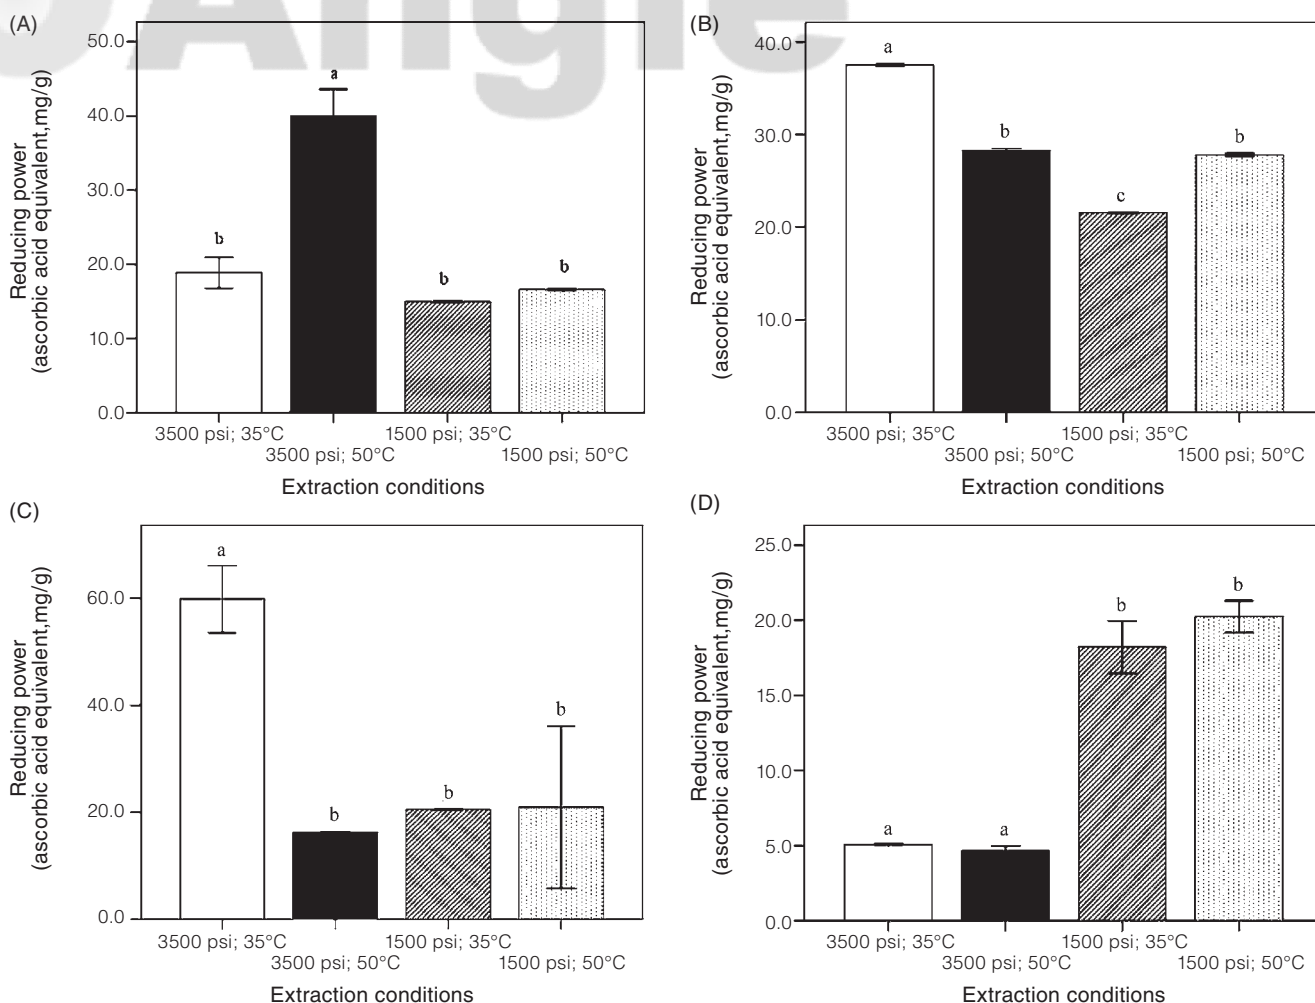 Angle
(A)
50.0
40.0
30.0
20.0
10.0
0.0
Reducing power
(ascorbic acid equivalent,mg/g)
b
a
b
b
3500 psi; 35°C
1500 psi; 35°C
3500 psi; 50°C
1500 psi; 50°C
Extraction conditions
(B)
40.0
30.0
20.0
10.0
0.0
Reducing power
(ascorbic acid equivalent,mg/g)
a
b
c
b
3500 psi; 35°C
1500 psi; 35°C
3500 psi; 50°C
1500 psi; 50°C
Extraction conditions
(C)
60.0
40.0
20.0
0.0
Reducing power
(ascorbic acid equivalent,mg/g)
a
b
b
b
3500 psi; 35°C
1500 psi; 35°C
3500 psi; 50°C
1500 psi; 50°C
Extraction conditions
(D)
25.0
20.0
15.0
10.0
5.0
0.0
Reducing power
(ascorbic acid equivalent,mg/g)
a
a
b
b
3500 psi; 35°C
1500 psi; 35°C
3500 psi; 50°C
1500 psi; 50°C
Extraction conditions